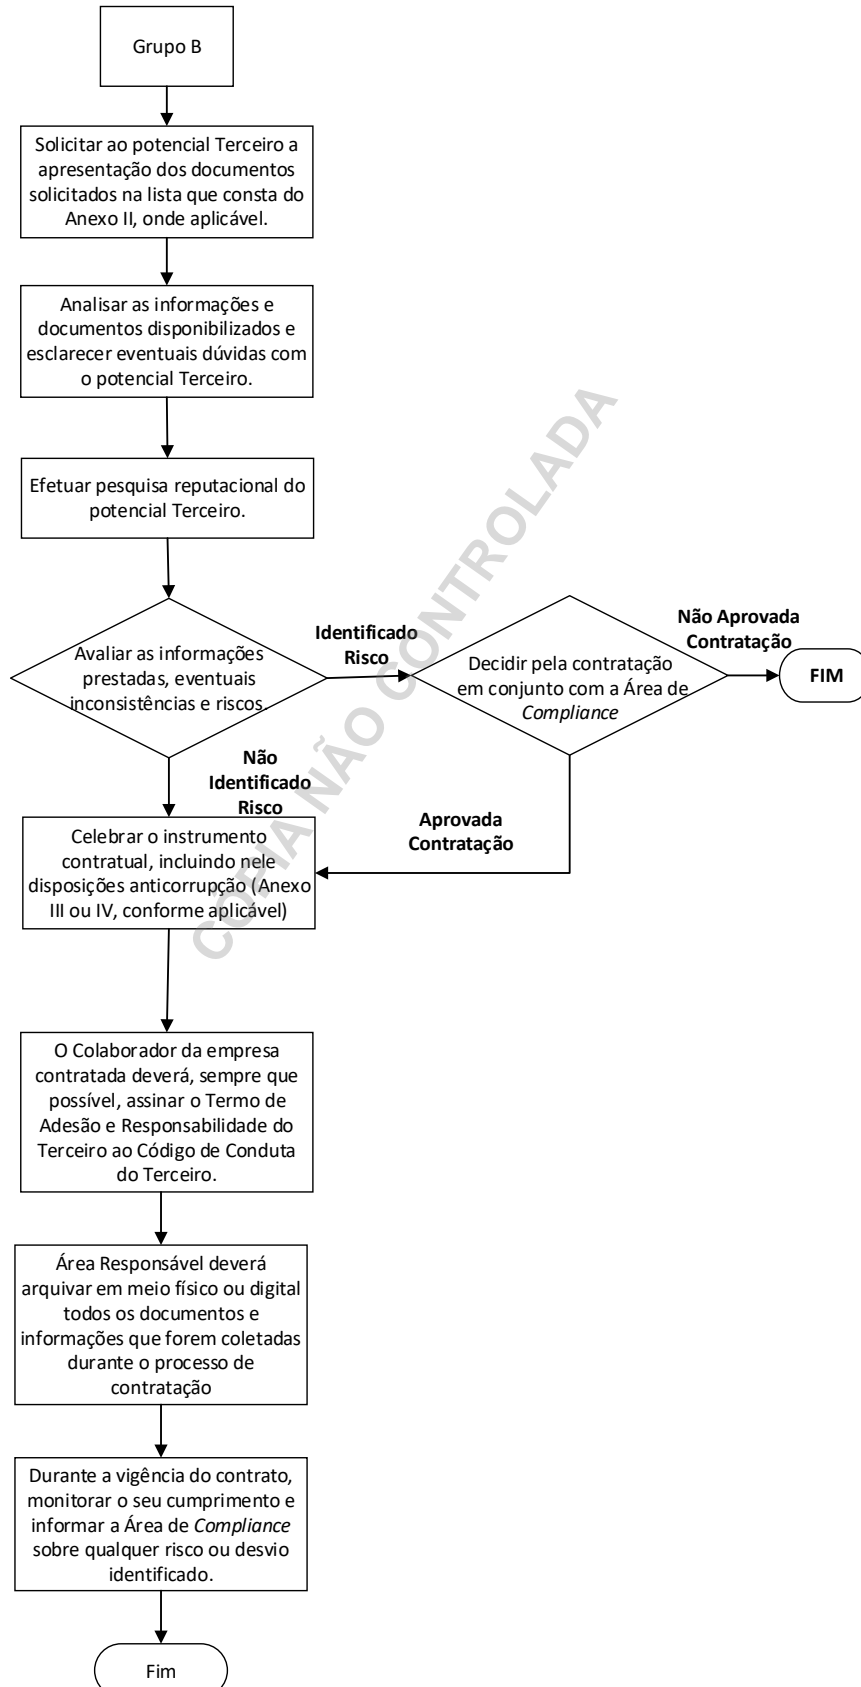 Grupo B
Solicitar ao potencial Terceiro a
apresentação dos documentos
solicitados na lista que consta do
Anexo II, onde aplicável.
Analisar as informações e
documentos disponibilizados e
esclarecer eventuais dúvidas com
o potencial Terceiro.
Efetuar pesquisa reputacional do
potencial Terceiro.
Avaliar as informações
prestadas, eventuais
inconsistências e riscos.
Identificado
Risco
Decidir pela contratação
em conjunto com a Área de
Compliance
Não Aprovada
Contratação
FIM
Não
Identificado
Risco
Aprovada
Contratação
Celebrar o instrumento
contratual, incluindo nele
disposições anticorrupção (Anexo
III ou IV, conforme aplicável)
O Colaborador da empresa
contratada deverá, sempre que
possível, assinar o Termo de
Adesão e Responsabilidade do
Terceiro ao Código de Conduta
do Terceiro.
Área Responsável deverá
arquivar em meio físico ou digital
todos os documentos e
informações que forem coletadas
durante o processo de
contratação
Durante a vigência do contrato,
monitorar o seu cumprimento e
informar a Área de Compliance
sobre qualquer risco ou desvio
identificado.
Fim
CÓPIA NÃO CONTROLADA